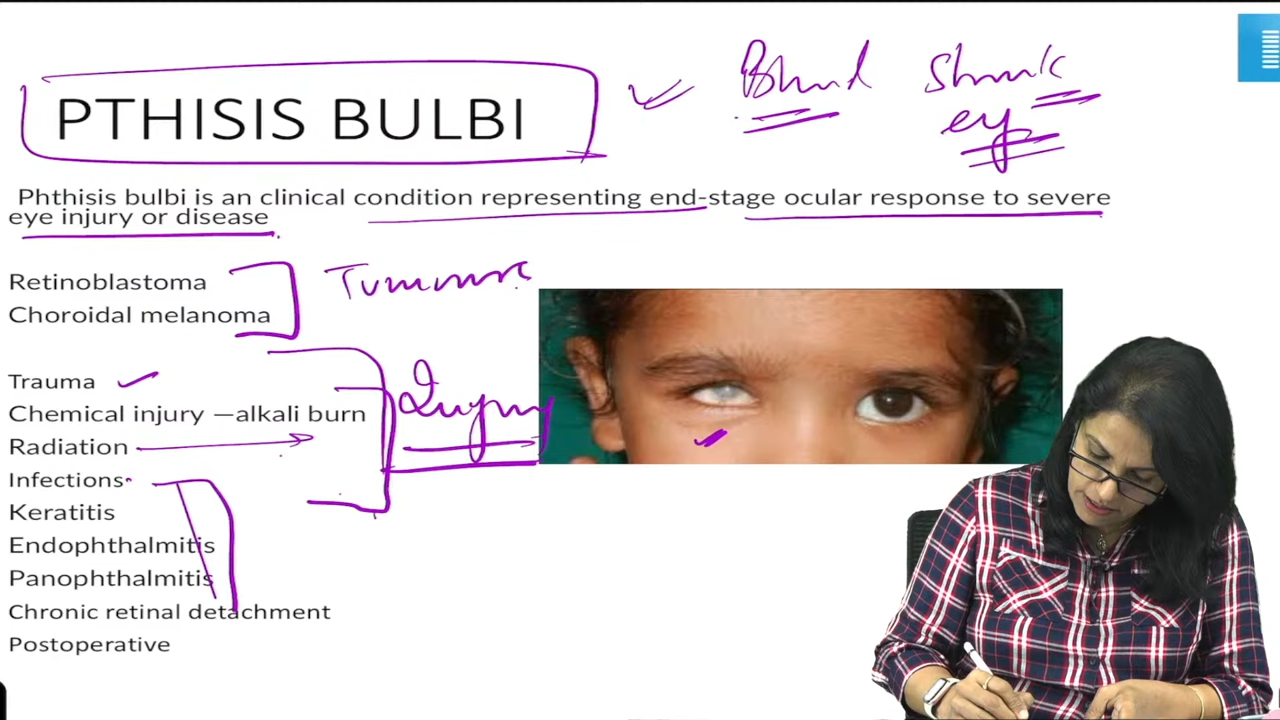 PTHISIS BULBI
Blind Shrunk
eye
Phthisis bulbi is an clinical condition representing end-stage ocular response to severe
eye injury or disease
Retinoblastoma
Tumours
Choroidal melanoma
Trauma
Injury
Chemical injury —alkali burn
Radiation
Infections
Keratitis
Endophthalmitis
Panophthalmitis
Chronic retinal detachment
Postoperative